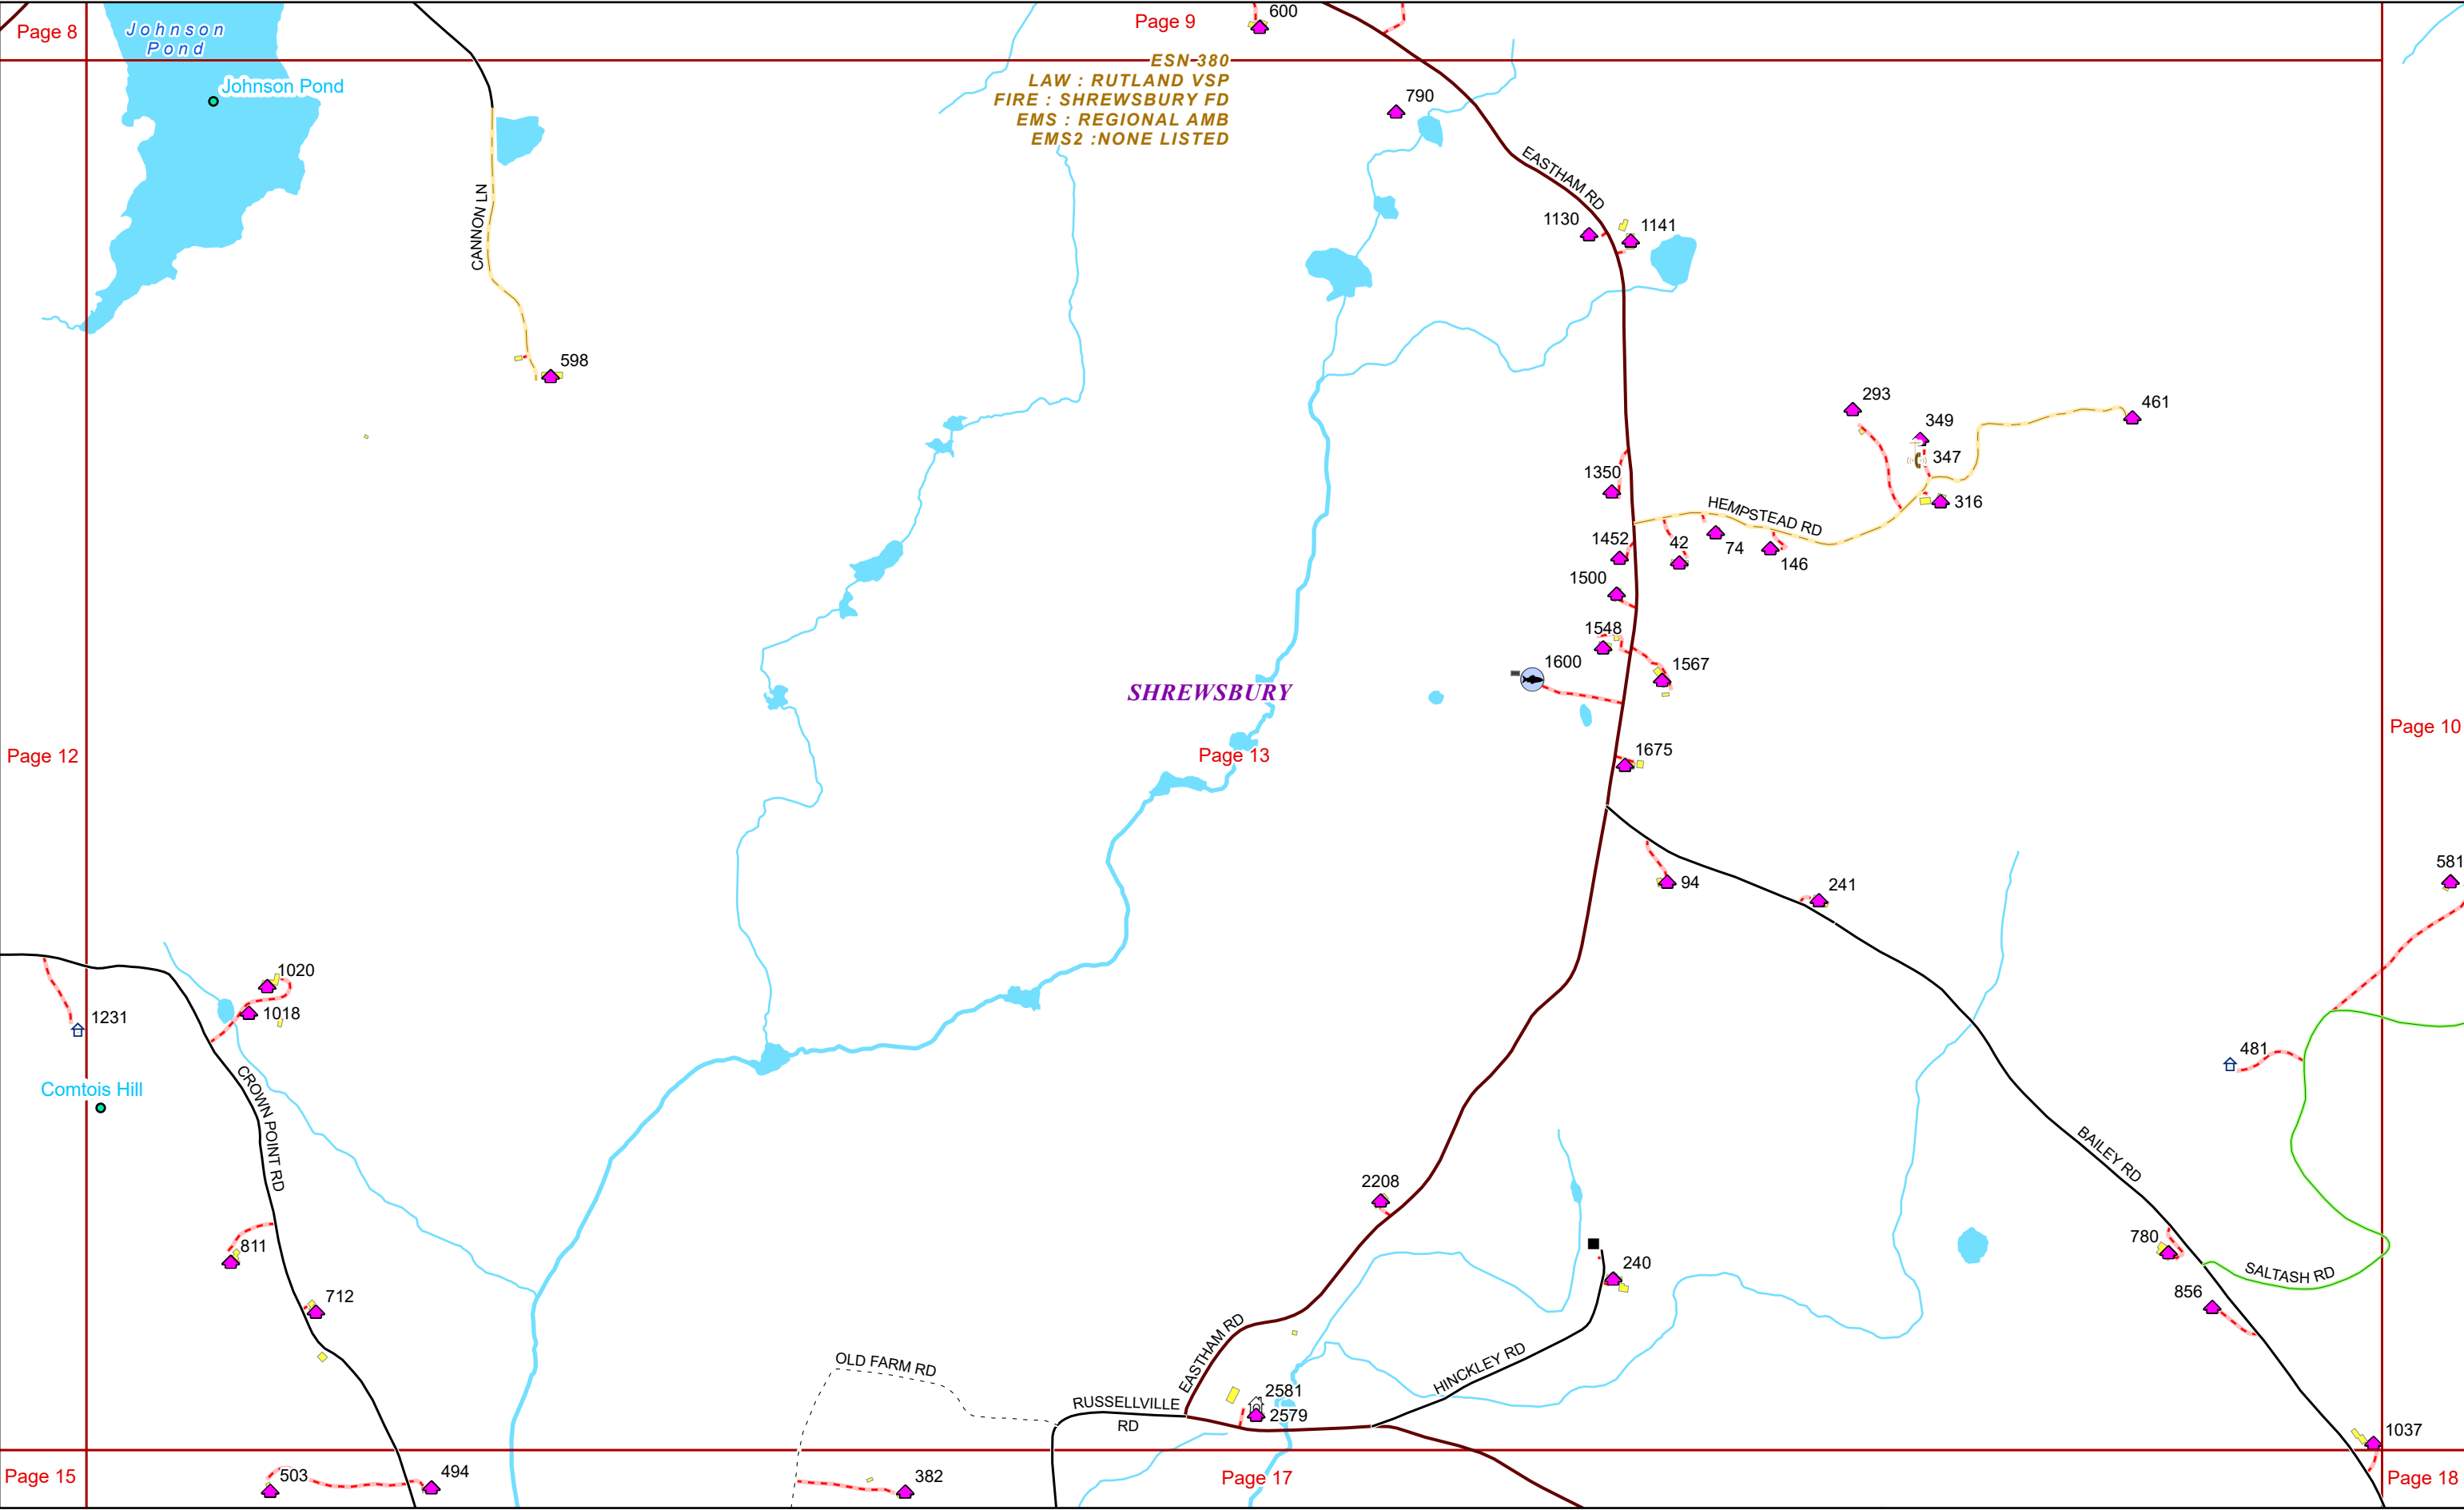 600
Page 9
Page 8
Johnson
Pond
ESN 380
LAW : RUTLAND VSP
FIRE : SHREWSBURY FD
EMS : REGIONAL AMB
EMS2 :NONE LISTED
Johnson Pond
790
EASTHAM RD
CANNON LN
1130
1141
598
293
461
349
347
1350
316
HEMPSTEAD RD
1452
42
74
146
1500
1548
1600
1567
SHREWSBURY
Page 12
Page 13
1675
Page 10
581
94
241
1020
1018
1231
481
Comtois Hill
CROWN POINT RD
BAILEY RD
2208
811
780
240
SALTASH RD
712
856
EASTHAM RD
OLD FARM RD
HINCKLEY RD
2581
RUSSELLVILLE
RD
2579
1037
Page 15
503
494
382
Page 17
Page 18